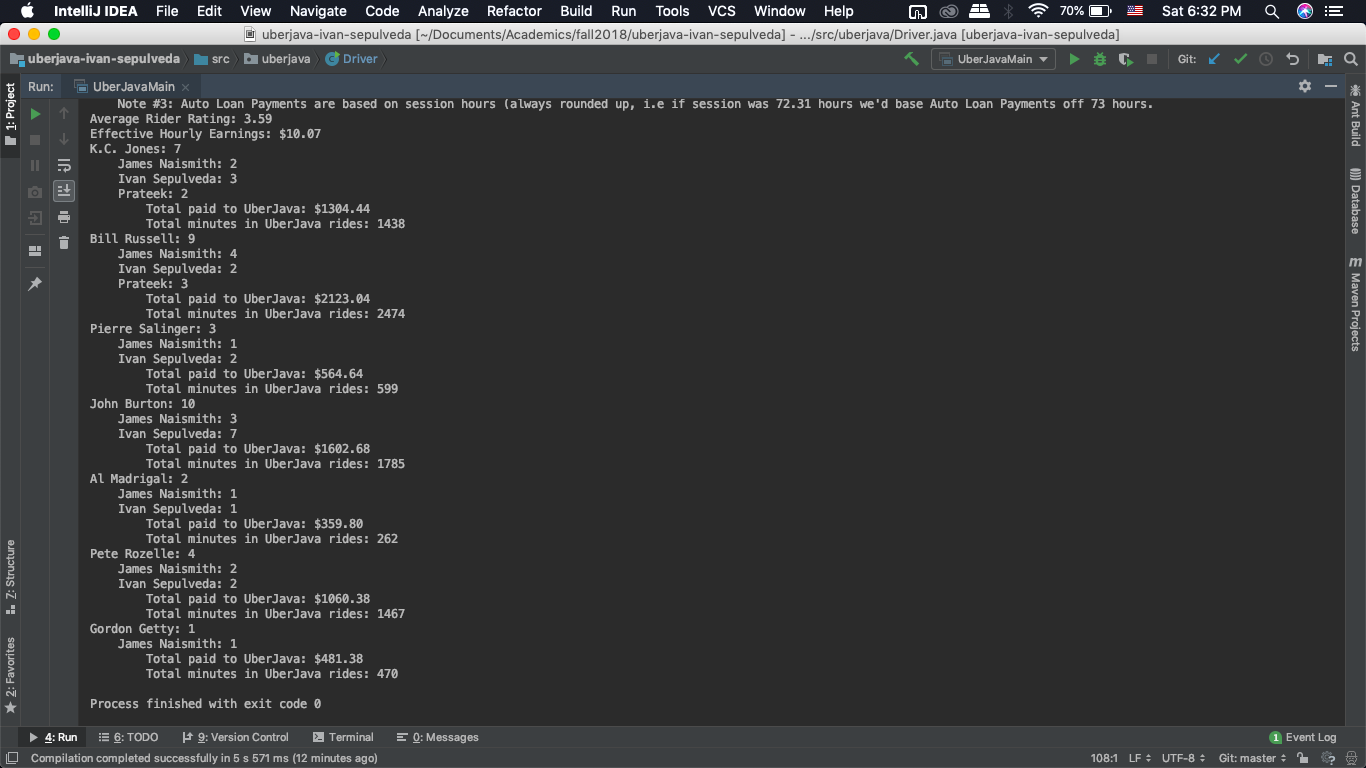 IntelliJ IDEA File Edit View Navigate Code Analyze Refactor Build Run Tools VCS Window Help 70% Sat 6:32 PM
uberjava-ivan-sepulveda [~/Documents/Academics/fall2018/uberjava-ivan-sepulveda] - .../src/uberjava/Driver.java [uberjava-ivan-sepulveda]
uberjava-ivan-sepulveda src uberjava Driver UberJavaMain Git:
Run: UberJavaMain
1: Project
Z: Structure
2: Favorites
Ant Build
Database
Maven Projects
Note #3: Auto Loan Payments are based on session hours (always rounded up, i.e if session was 72.31 hours we'd base Auto Loan Payments off 73 hours.
Average Rider Rating: 3.59
Effective Hourly Earnings: $10.07
K.C. Jones: 7
James Naismith: 2
Ivan Sepulveda: 3
Prateek: 2
Total paid to UberJava: $1304.44
Total minutes in UberJava rides: 1438
Bill Russell: 9
James Naismith: 4
Ivan Sepulveda: 2
Prateek: 3
Total paid to UberJava: $2123.04
Total minutes in UberJava rides: 2474
Pierre Salinger: 3
James Naismith: 1
Ivan Sepulveda: 2
Total paid to UberJava: $564.64
Total minutes in UberJava rides: 599
John Burton: 10
James Naismith: 3
Ivan Sepulveda: 7
Total paid to UberJava: $1602.68
Total minutes in UberJava rides: 1785
Al Madrigal: 2
James Naismith: 1
Ivan Sepulveda: 1
Total paid to UberJava: $359.80
Total minutes in UberJava rides: 262
Pete Rozelle: 4
James Naismith: 2
Ivan Sepulveda: 2
Total paid to UberJava: $1060.38
Total minutes in UberJava rides: 1467
Gordon Getty: 1
James Naismith: 1
Total paid to UberJava: $481.38
Total minutes in UberJava rides: 470
Process finished with exit code 0
4: Run 6: TODO 9: Version Control Terminal 0: Messages 1 Event Log
Compilation completed successfully in 5 s 571 ms (12 minutes ago) 108:1 LF UTF-8 Git: master